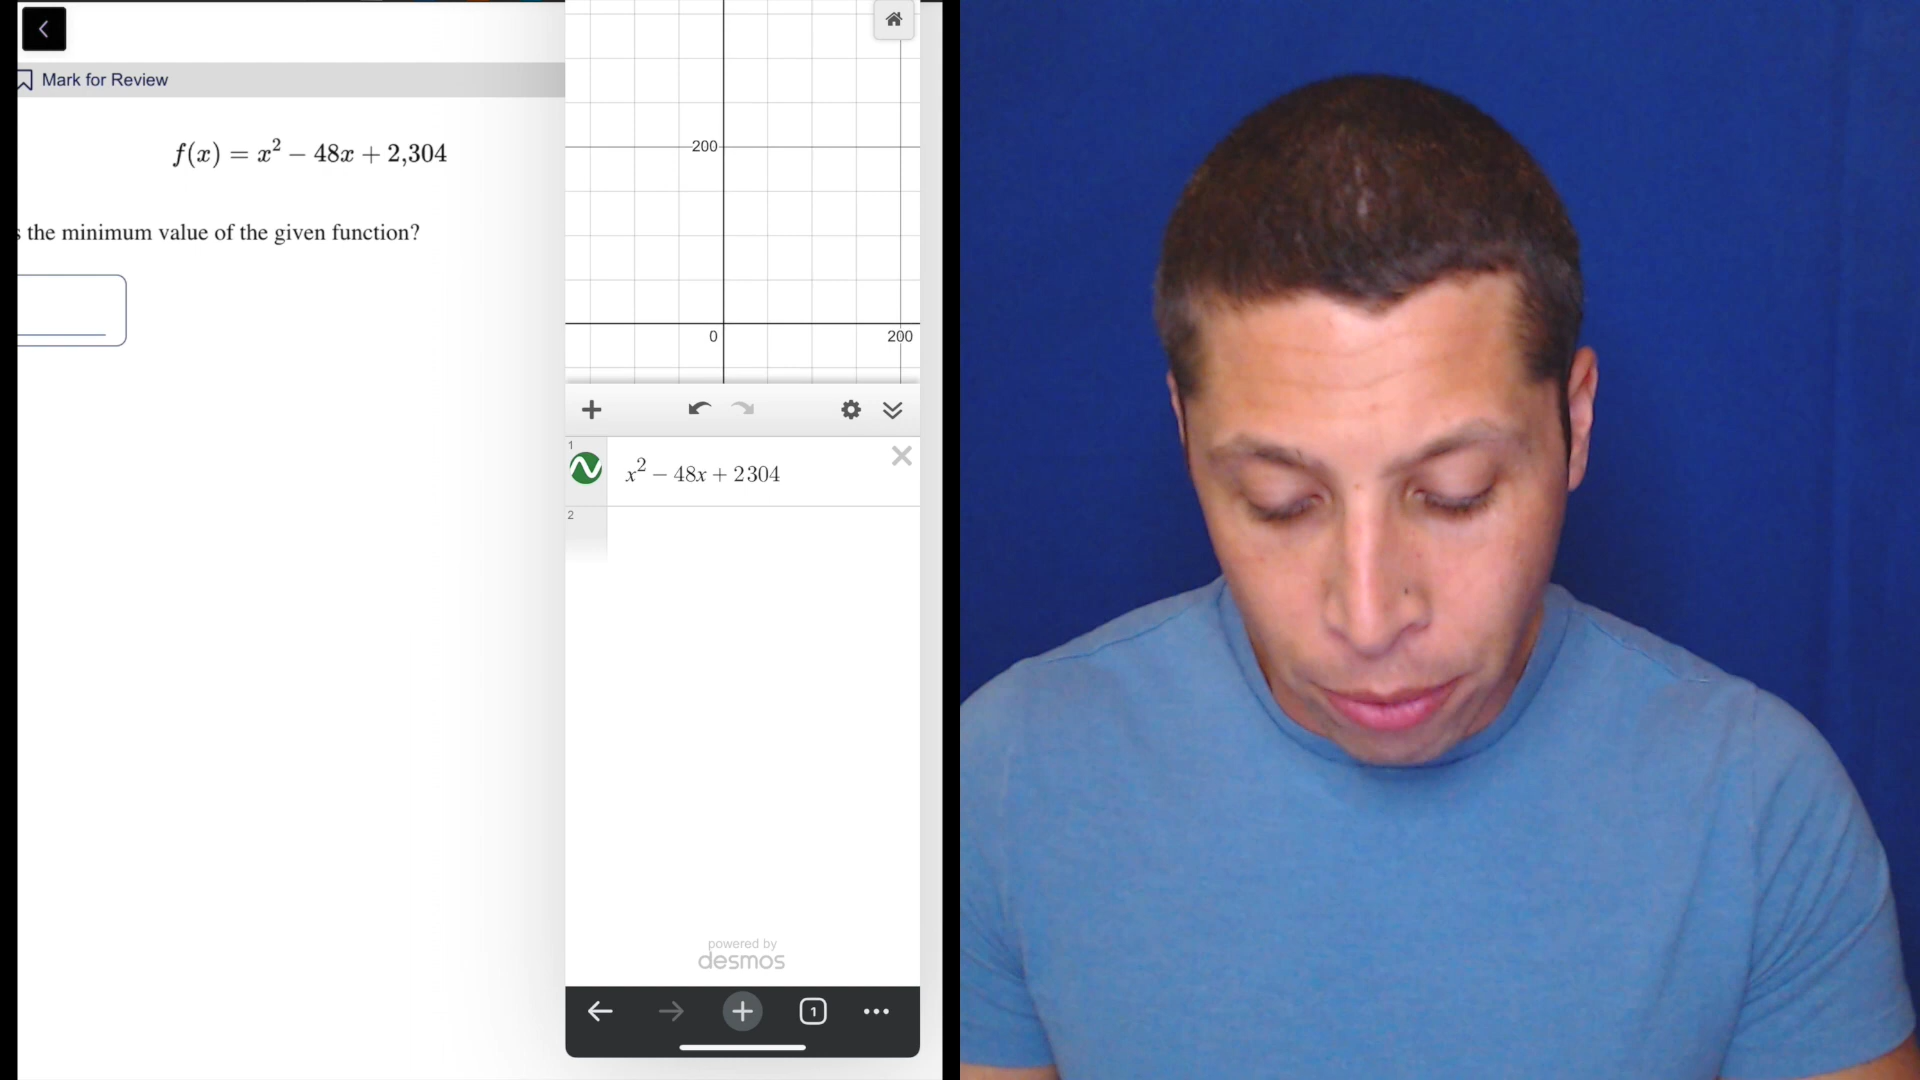 Mark for Review
f(x) = x² − 48x + 2,304
the minimum value of the given function?
200
0
200
1
x² − 48x + 2304
2
powered by
desmos
1